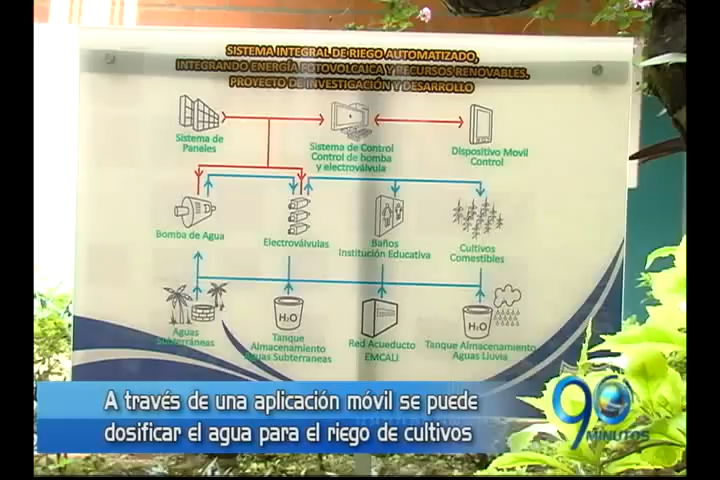 SISTEMA INTEGRAL DE RIEGO AUTOMATIZADO,
INTEGRANDO ENERGÍA FOTOVOLCAICA Y RECURSOS RENOVABLES.
PROYECTO DE INVESTIGACIÓN Y DESARROLLO
Sistema de
Paneles
Sistema de Control
Control de bomba
y electroválvula
Dispositivo Movil
Control
Bomba de Agua
Electroválvulas
Baños
Institución Educativa
Cultivos
Comestibles
H₂O
H₂O
Aguas
Subterráneas
Tanque
Almacenamiento
Aguas Subterraneas
Red Acueducto
EMCALI
Tanque Almacenamiento
Aguas Lluvia
A través de una aplicación móvil se puede
dosificar el agua para el riego de cultivos
90
MINUTOS